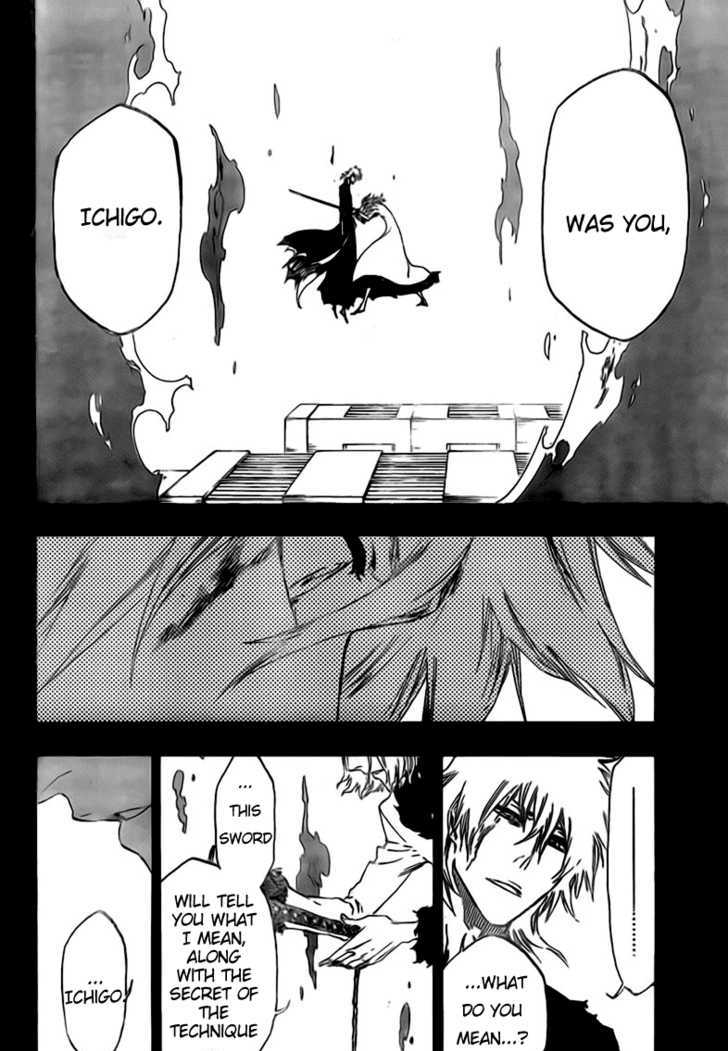 WAS YOU,
ICHIGO.
..........
...WHAT
DO YOU
MEAN...?
...
THIS
SWORD
WILL TELL
YOU WHAT
I MEAN,
ALONG
WITH THE
SECRET OF
THE
TECHNIQUE
...
ICHIGO.